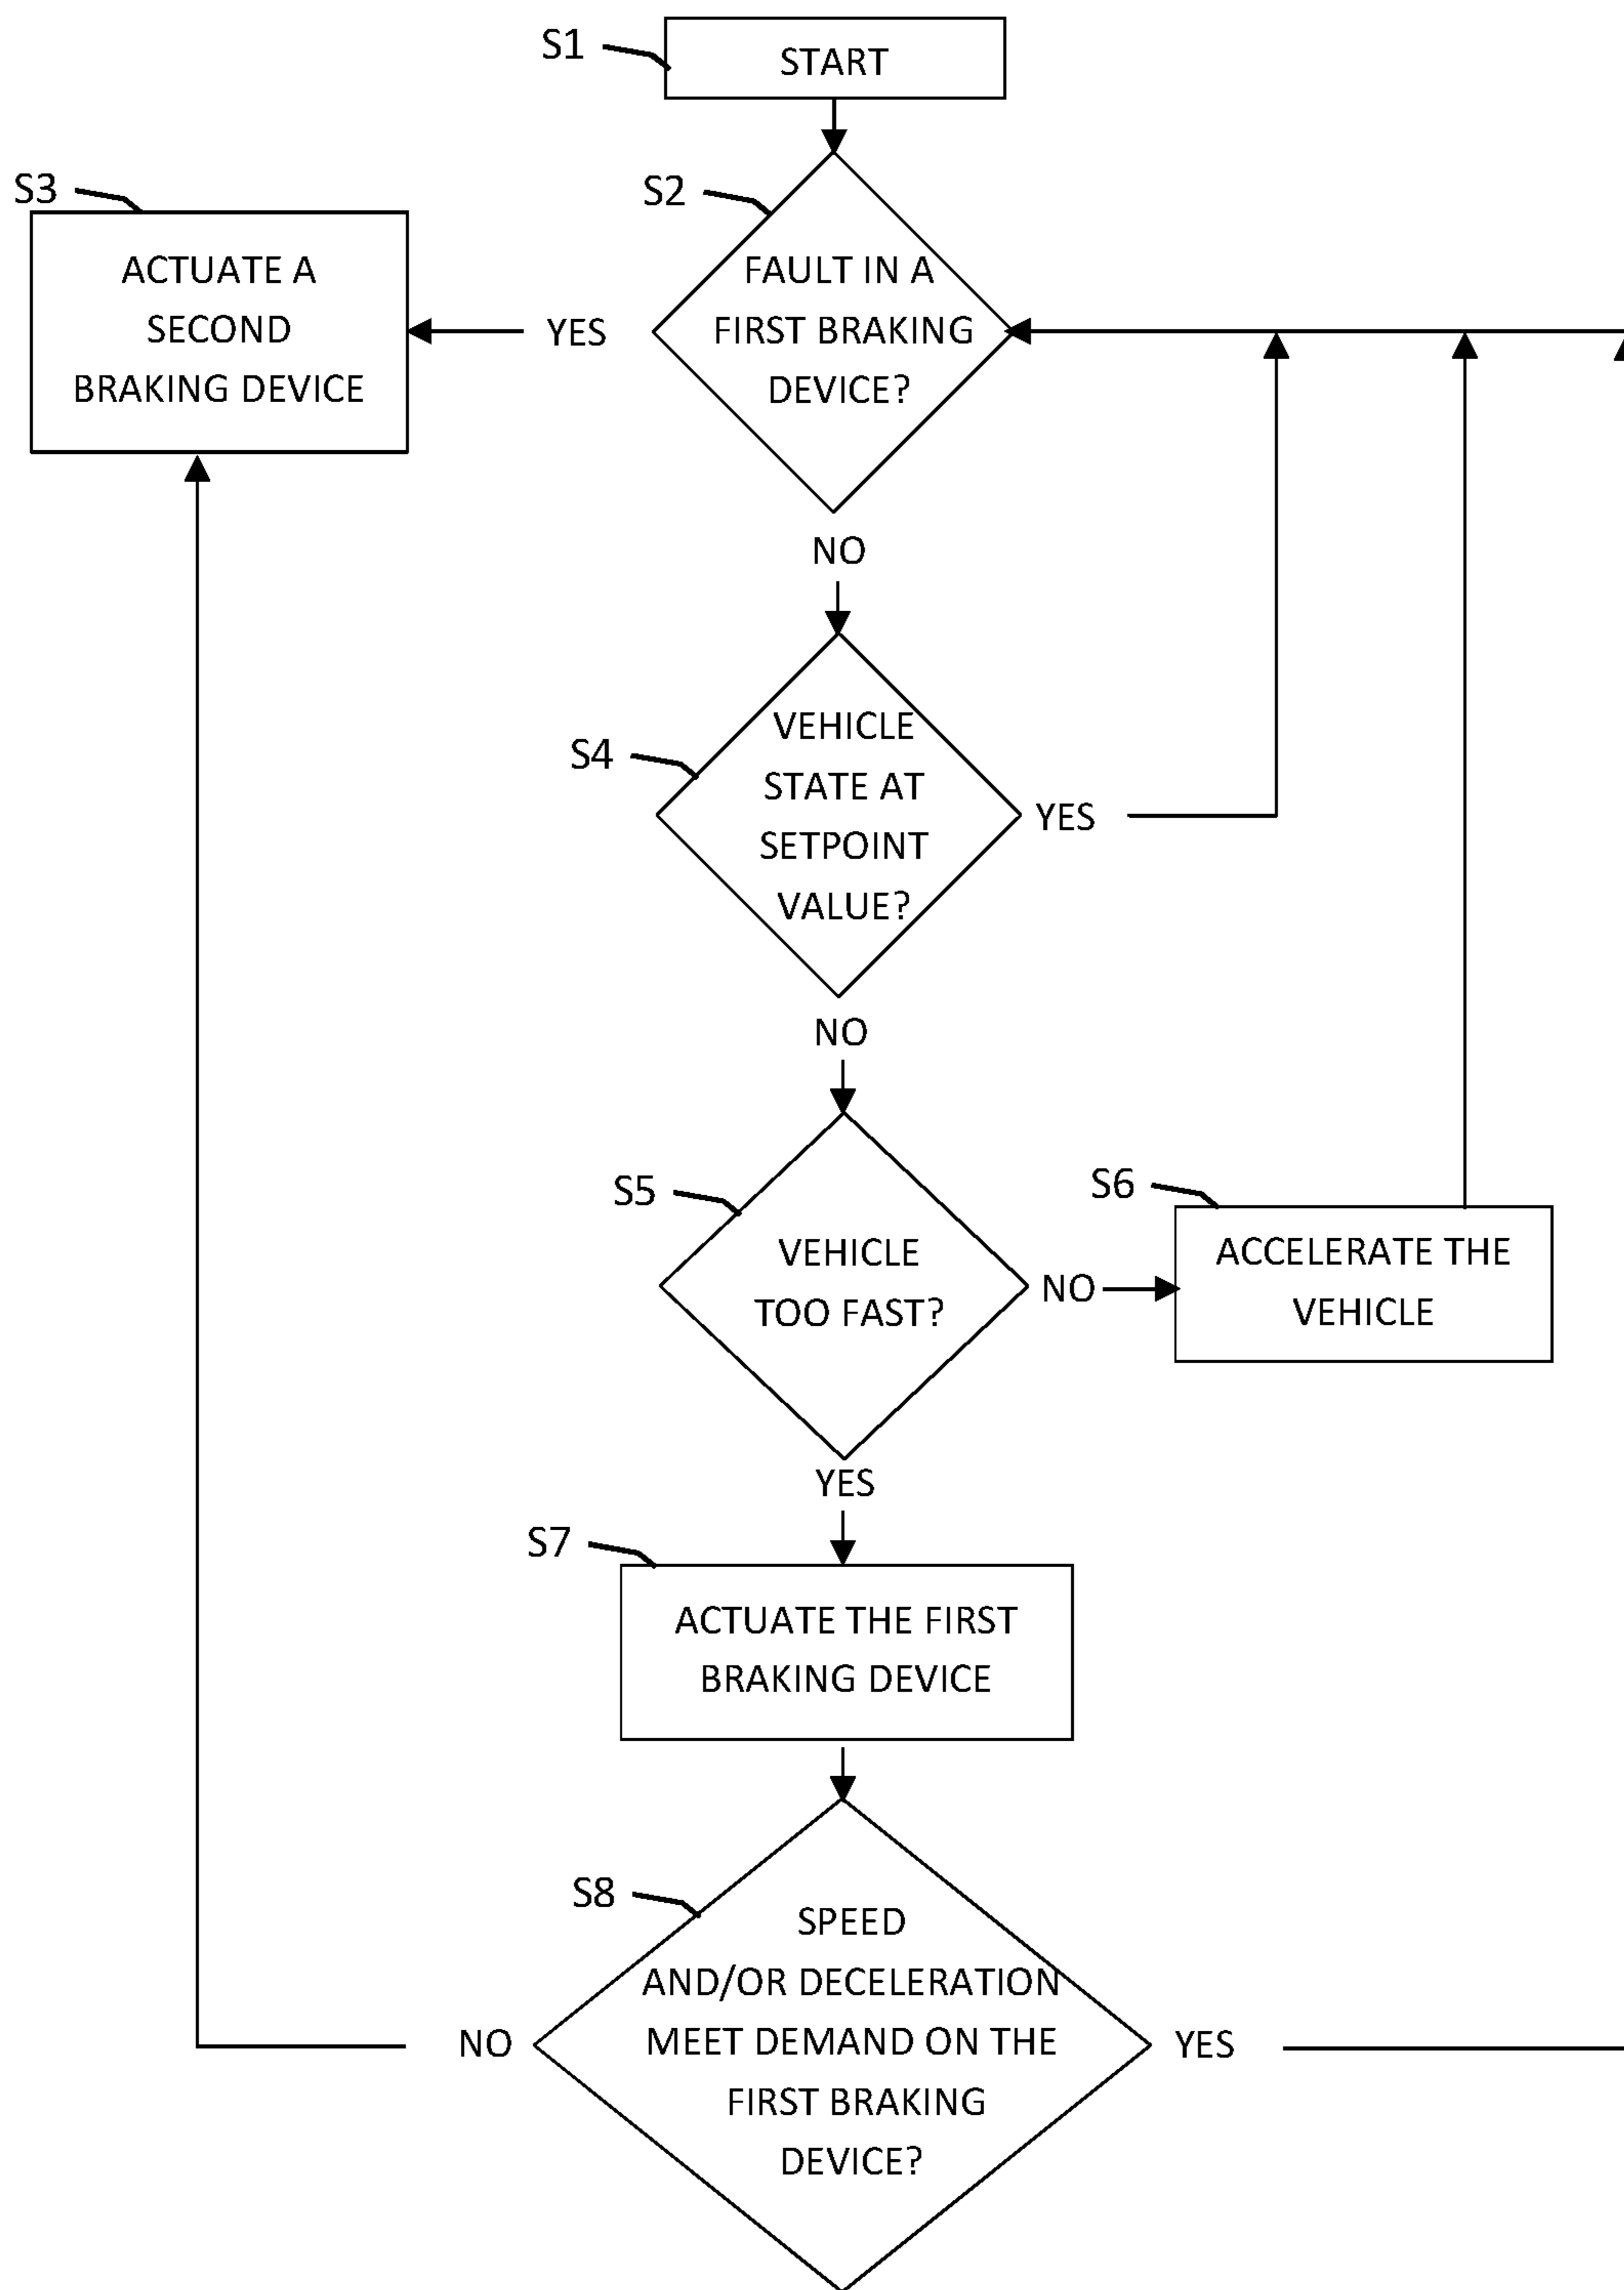 S1
START
S2
FAULT IN A
FIRST BRAKING
DEVICE?
YES
S3
ACTUATE A
SECOND
BRAKING DEVICE
NO
S4
VEHICLE
STATE AT
SETPOINT
VALUE?
YES
NO
S5
VEHICLE
TOO FAST?
NO
S6
ACCELERATE THE
VEHICLE
YES
S7
ACTUATE THE FIRST
BRAKING DEVICE
S8
SPEED
AND/OR DECELERATION
MEET DEMAND ON THE
FIRST BRAKING
DEVICE?
NO
YES